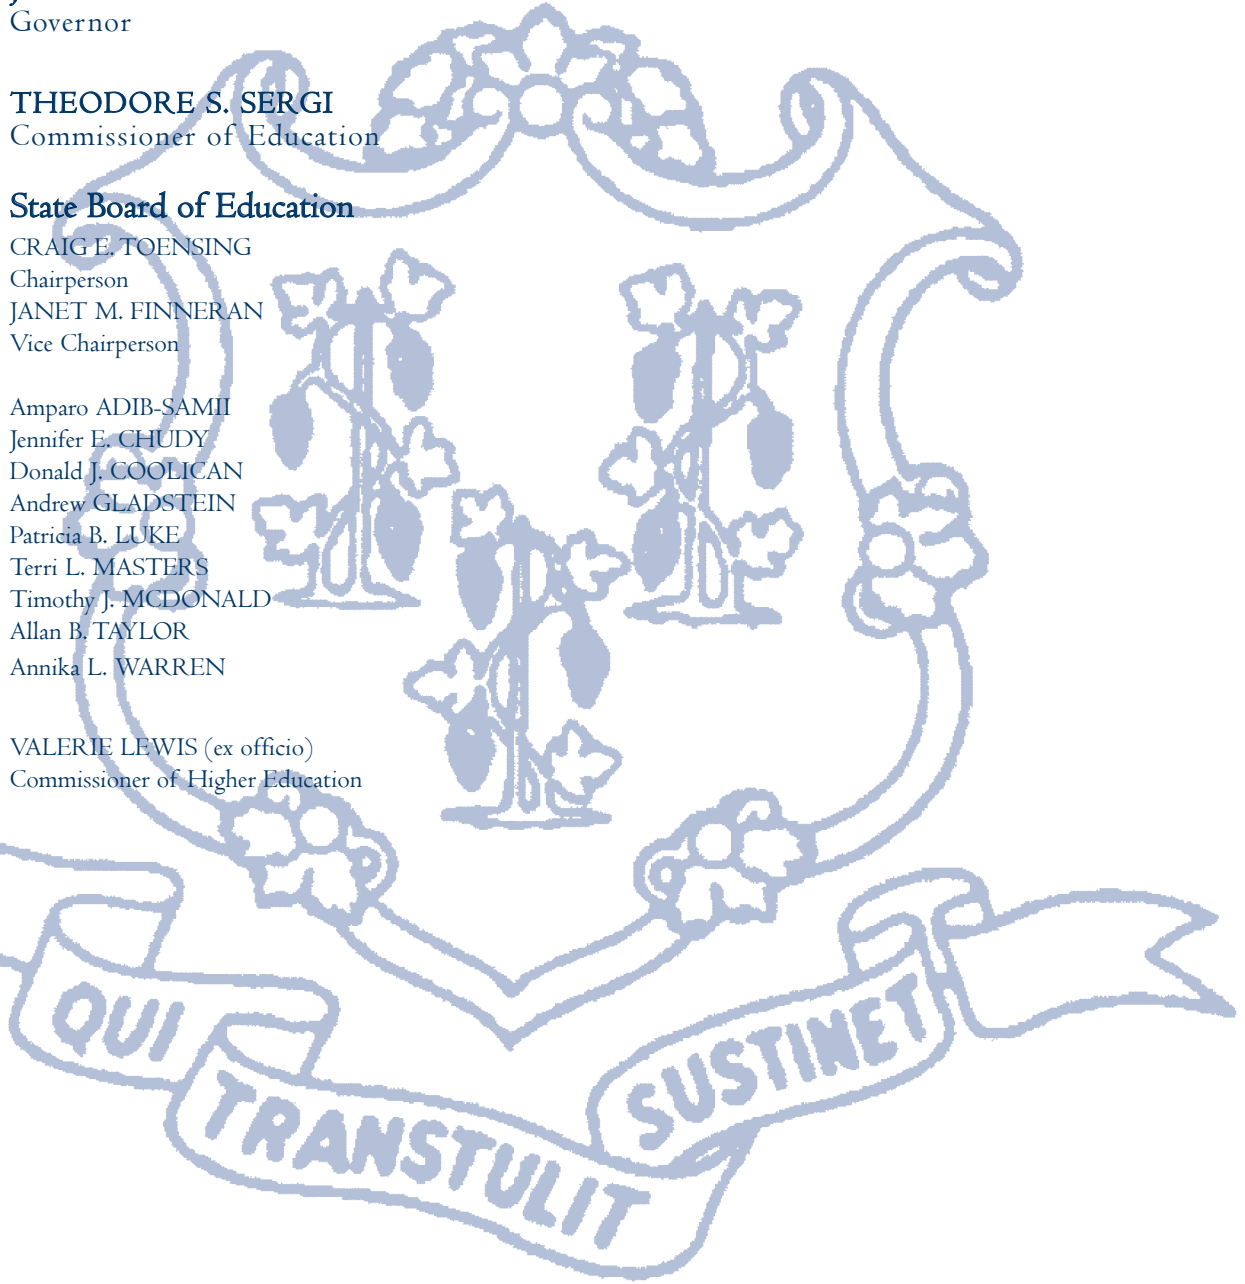 Governor
THEODORE S. SERGI
Commissioner of Education
State Board of Education
CRAIG E. TOENSING
Chairperson
JANET M. FINNERAN
Vice Chairperson
Amparo ADIB-SAMII
Jennifer E. CHUDY
Donald J. COOLICAN
Andrew GLADSTEIN
Patricia B. LUKE
Terri L. MASTERS
Timothy J. MCDONALD
Allan B. TAYLOR
Annika L. WARREN
VALERIE LEWIS (ex officio)
Commissioner of Higher Education
QUI
TRANSTULIT
SUSTINET